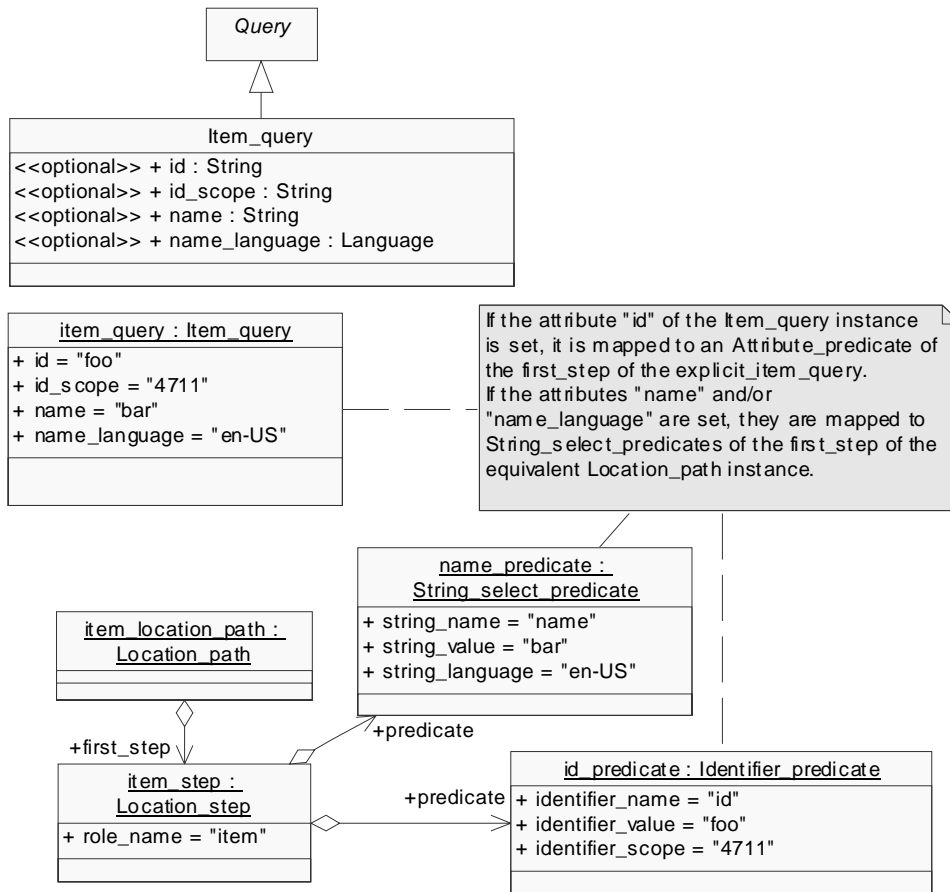 Query
Item_query
<<optional>> + id : String
<<optional>> + id_scope : String
<<optional>> + name : String
<<optional>> + name_language : Language
item_query : Item_query
+ id = "foo"
+ id_scope = "4711"
+ name = "bar"
+ name_language = "en-US"
If the attribute "id" of the Item_query instance
is set, it is mapped to an Attribute_predicate of
the first_step of the explicit_item_query.
If the attributes "name" and/or
"name_language" are set, they are mapped to
String_select_predicates of the first_step of the
equivalent Location_path instance.
name_predicate :
String_select_predicate
+ string_name = "name"
+ string_value = "bar"
+ string_language = "en-US"
item_location_path :
Location_path
+first_step
+predicate
item_step :
Location_step
+ role_name = "item"
+predicate
id_predicate : Identifier_predicate
+ identifier_name = "id"
+ identifier_value = "foo"
+ identifier_scope = "4711"